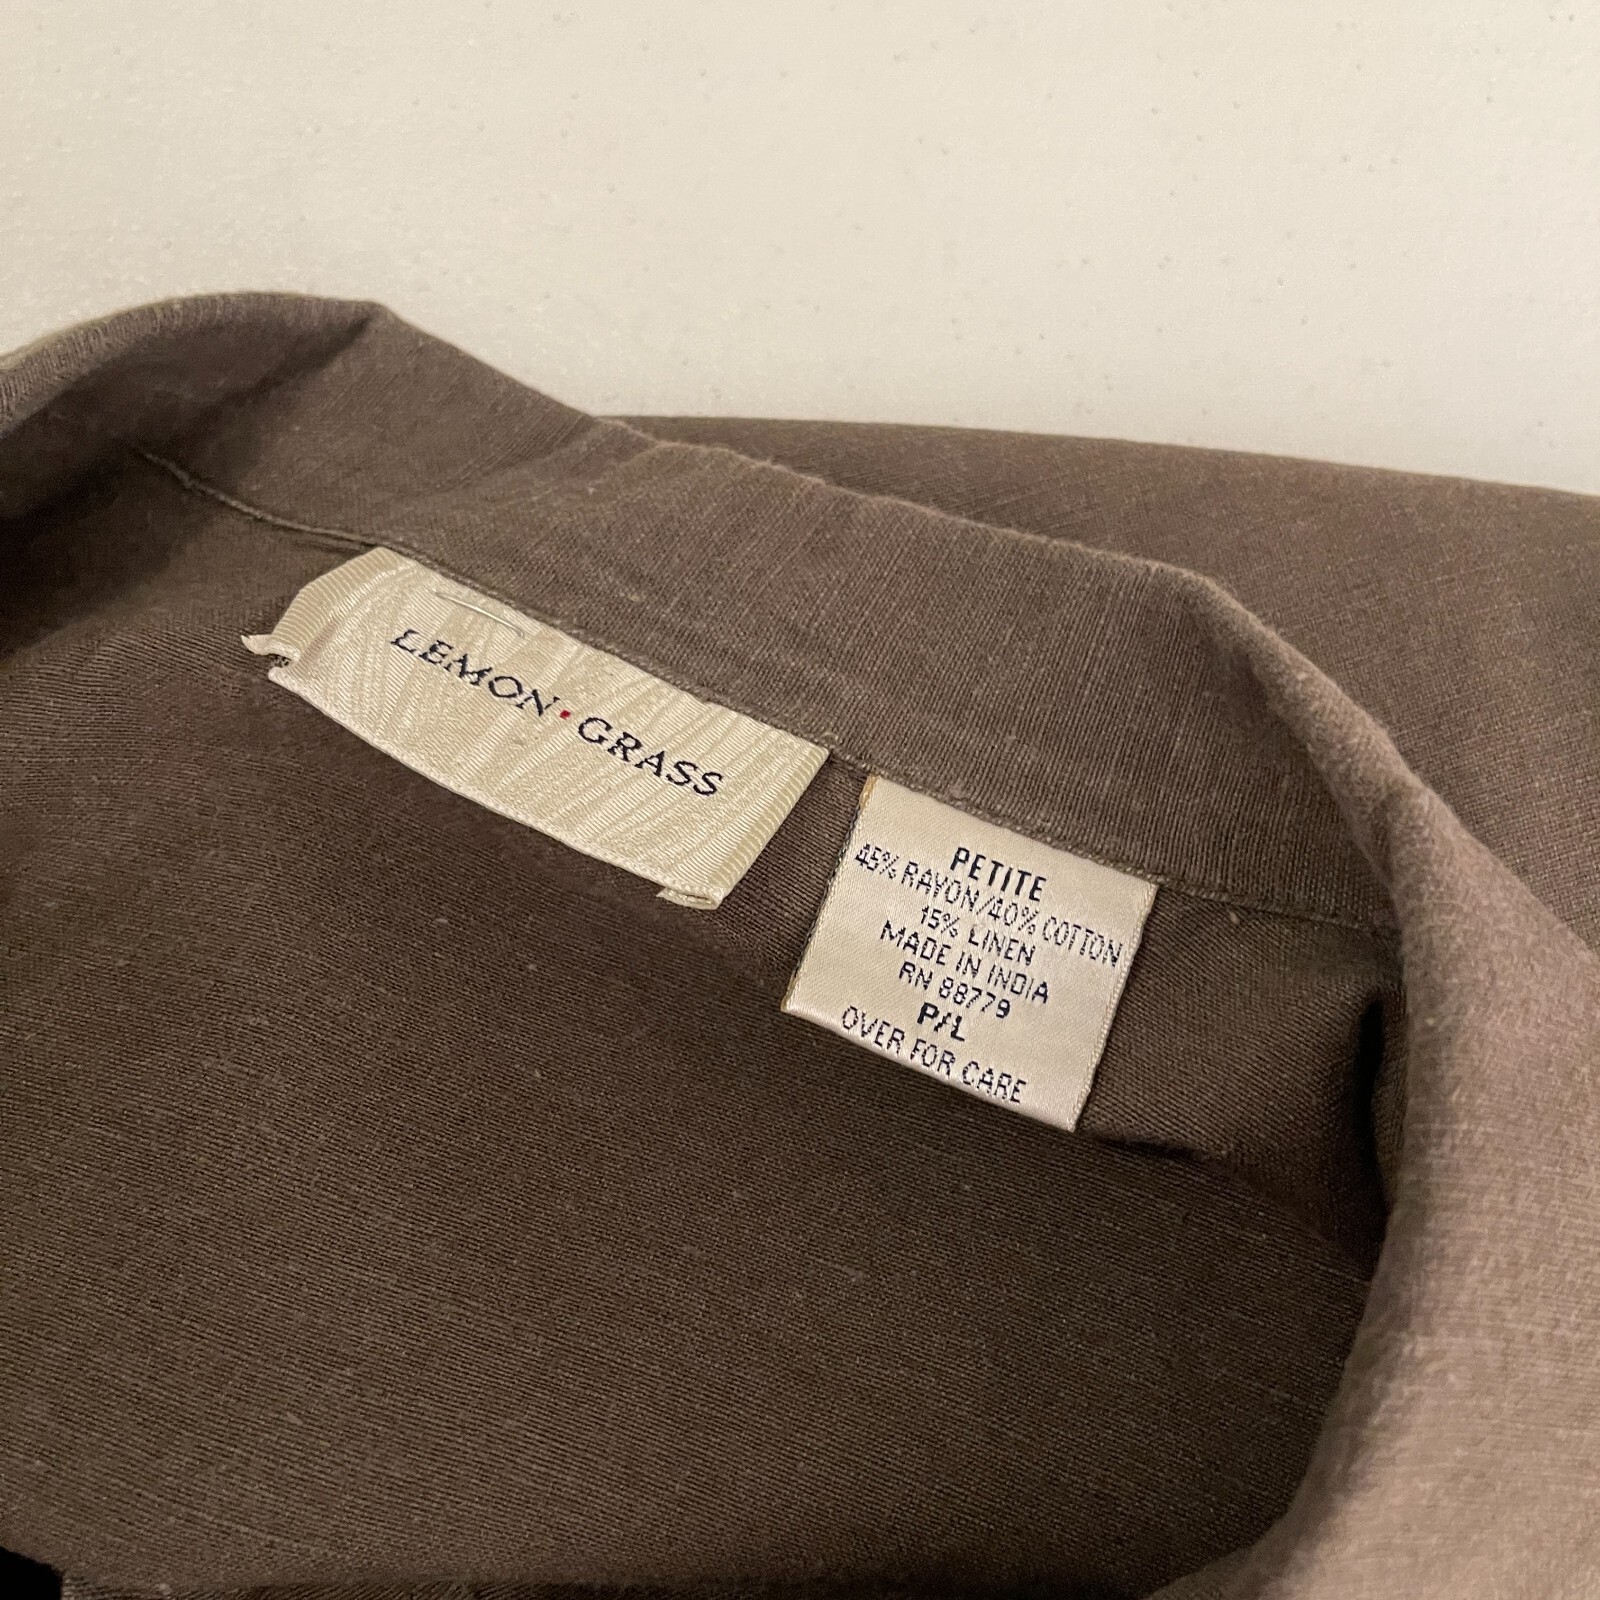 LEMON·GRASS
PETITE
45% RAYON/40% COTTON
15% LINEN
MADE IN INDIA
RN 88779
P/L
OVER FOR CARE